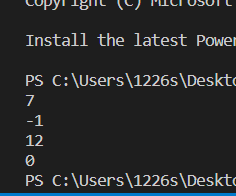 Copyright (C) Microsoft
Install the latest Power
PS C:\Users\1226s\Deskto
7
-1
12
0
PS C:\Users\1226s\Deskto